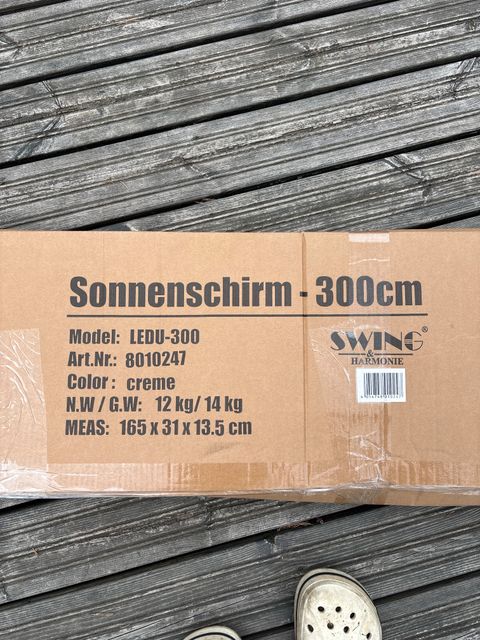 Sonnenschirm - 300cm
Model: LEDU-300
Art.Nr.: 8010247
Color: creme
N.W / G.W: 12 kg/ 14 kg
MEAS: 165 x 31 x 13.5 cm
SWING®
&
HARMONIE